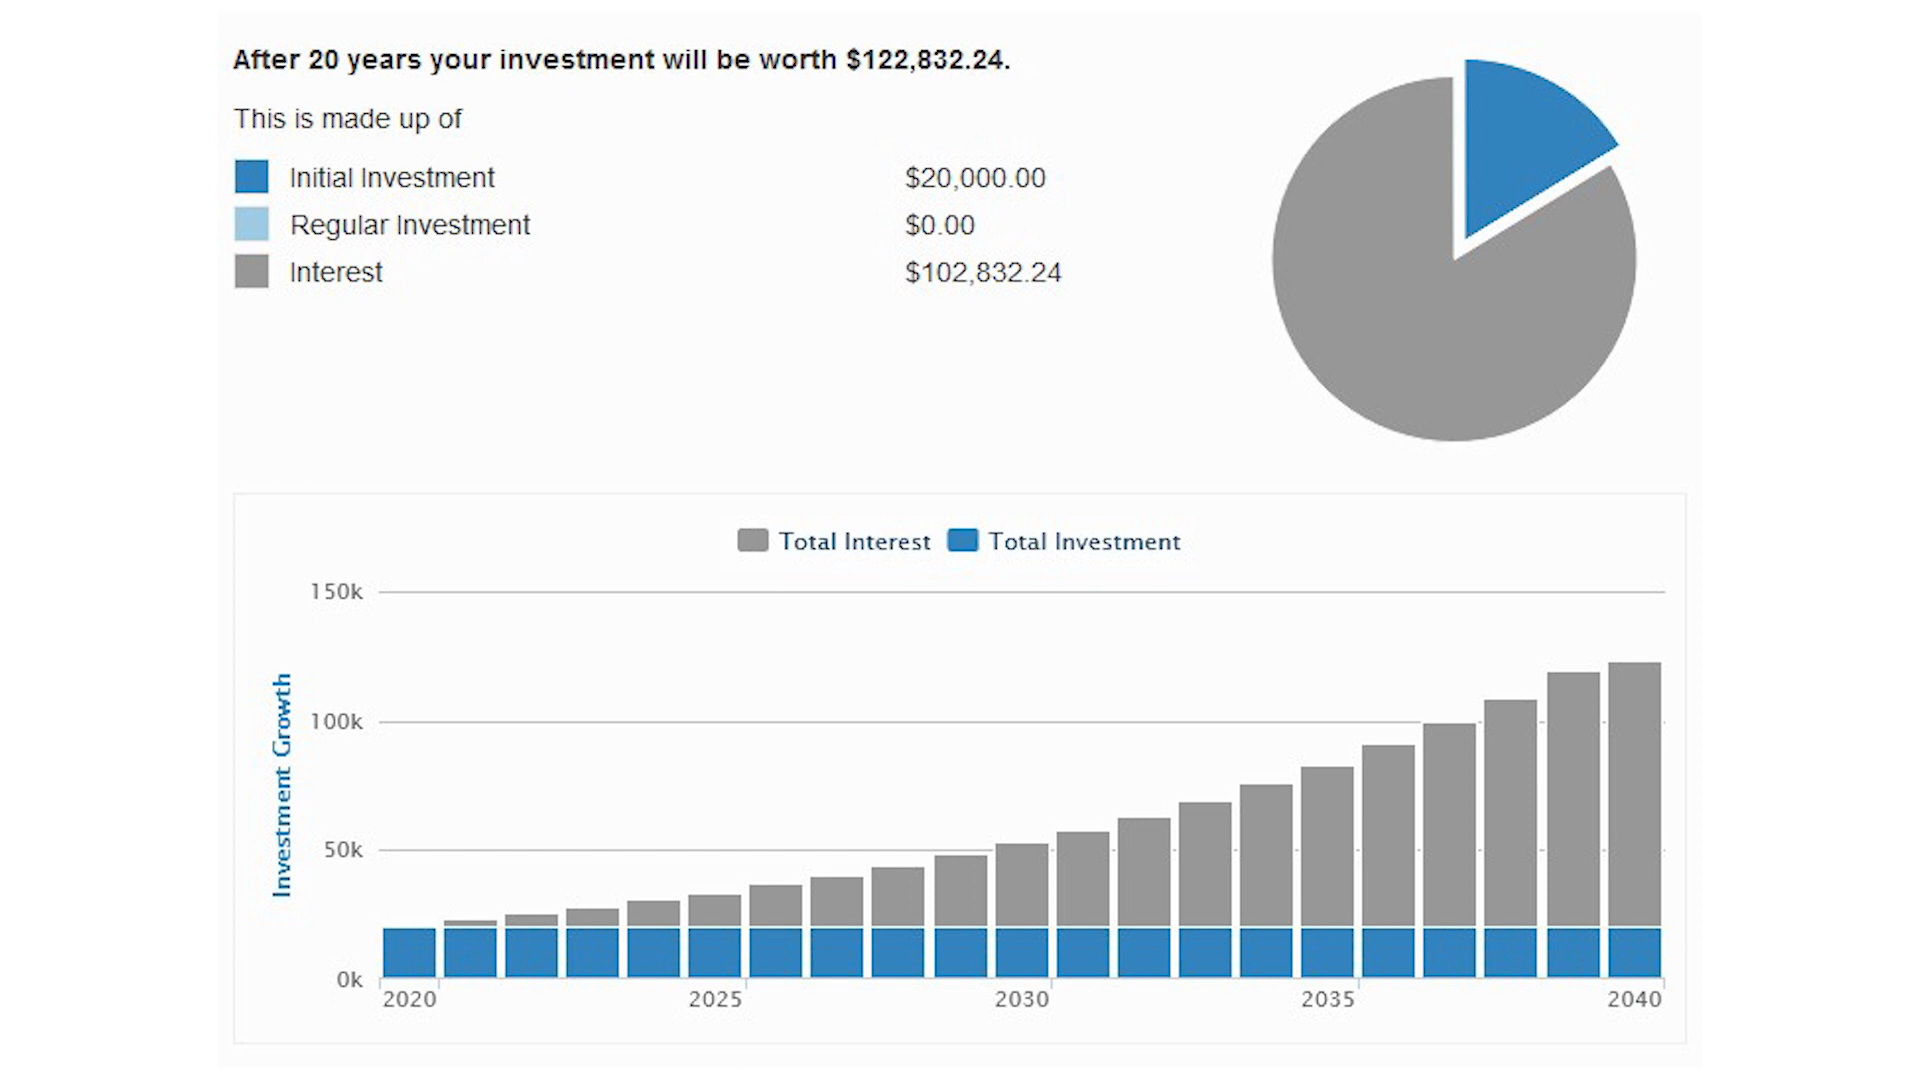 After 20 years your investment will be worth $122,832.24.
This is made up of
Initial Investment $20,000.00
Regular Investment $0.00
Interest $102,832.24
Total Interest Total Investment
150k
100k
50k
0k
Investment Growth
2020 2025 2030 2035 2040